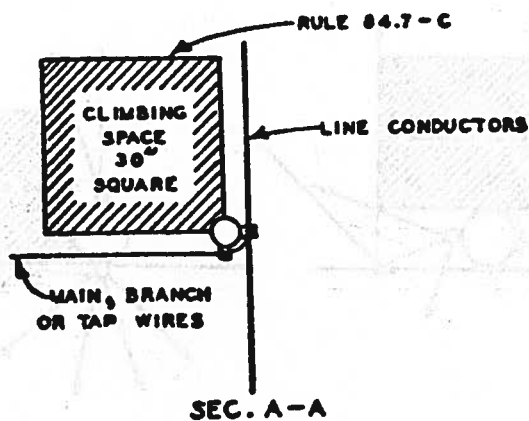 RULE 84.7-C
CLIMBING
SPACE
30"
SQUARE
LINE CONDUCTORS
MAIN, BRANCH
OR TAP WIRES
SEC. A-A